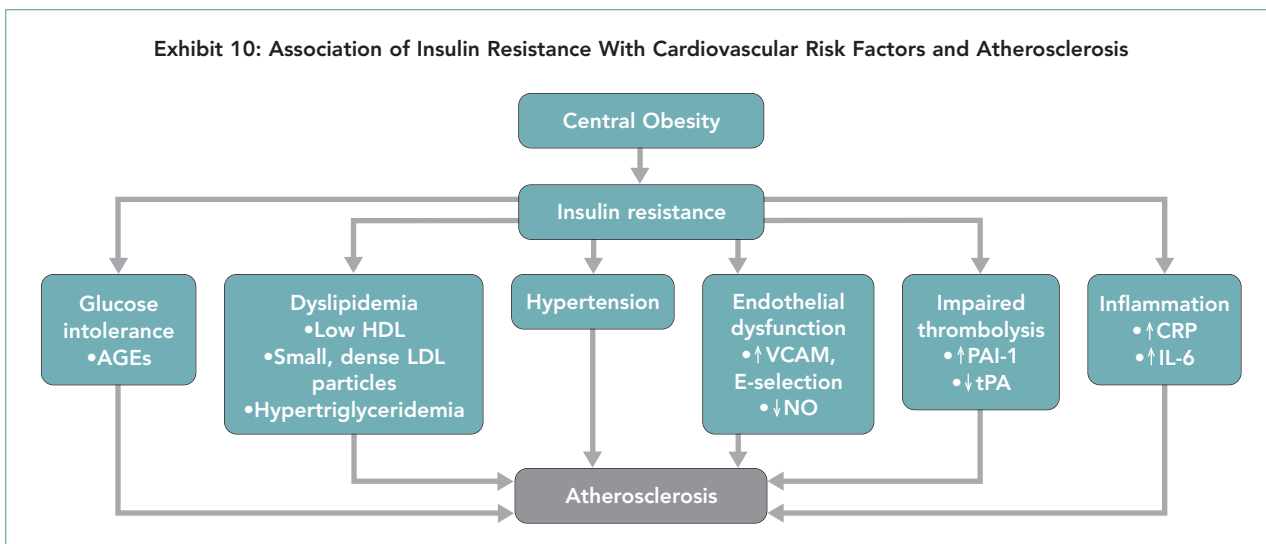 Exhibit 10: Association of Insulin Resistance With Cardiovascular Risk Factors and Atherosclerosis
Central Obesity
Insulin resistance
Glucose
intolerance
•AGEs
Dyslipidemia
•Low HDL
•Small, dense LDL
particles
•Hypertriglyceridemia
Hypertension
Endothelial
dysfunction
•↑VCAM,
E-selection
•↓NO
Impaired
thrombolysis
•↑PAI-1
•↓tPA
Inflammation
•↑CRP
•↑IL-6
Atherosclerosis